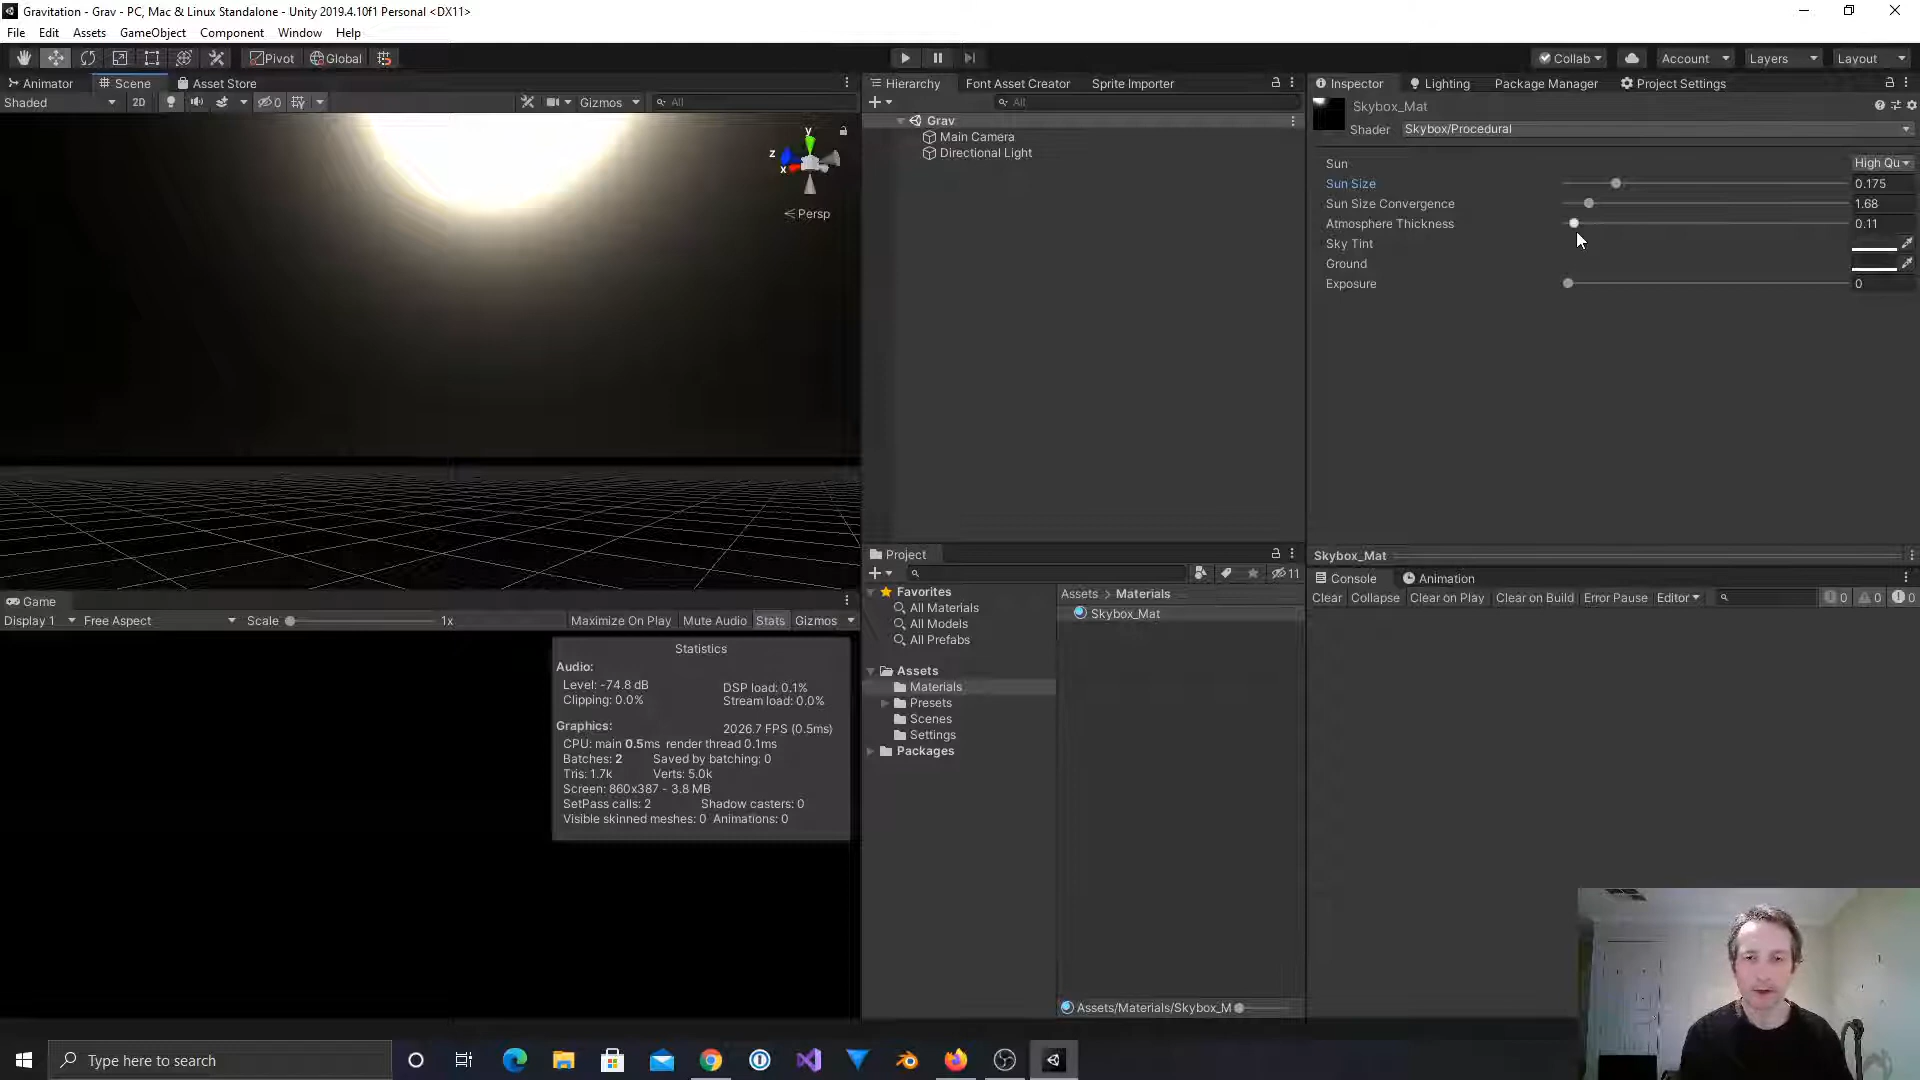 Gravitation - Grav - PC, Mac & Linux Standalone - Unity 2019.4.10f1 Personal <DX11>
File Edit Assets GameObject Component Window Help
Pivot Global Collab Account Layers Layout
Animator Scene Asset Store
Shaded 2D Gizmos All
y
z
x
Persp
Hierarchy Font Asset Creator Sprite Importer
All
Grav
Main Camera
Directional Light
Inspector Lighting Package Manager Project Settings
Skybox_Mat
Shader Skybox/Procedural
Sun High Qu
Sun Size 0.175
Sun Size Convergence 1.68
Atmosphere Thickness 0.11
Sky Tint
Ground
Exposure 0
Game
Display 1 Free Aspect Scale 1x Maximize On Play Mute Audio Stats Gizmos
Statistics
Audio:
Level: -74.8 dB DSP load: 0.1%
Clipping: 0.0% Stream load: 0.0%
Graphics: 2026.7 FPS (0.5ms)
CPU: main 0.5ms render thread 0.1ms
Batches: 2 Saved by batching: 0
Tris: 1.7k Verts: 5.0k
Screen: 860x387 - 3.8 MB
SetPass calls: 2 Shadow casters: 0
Visible skinned meshes: 0 Animations: 0
Project
11
Favorites
All Materials
All Models
All Prefabs
Assets
Materials
Presets
Scenes
Settings
Packages
Assets > Materials
Skybox_Mat
Assets/Materials/Skybox_M
Skybox_Mat
Console Animation
Clear Collapse Clear on Play Clear on Build Error Pause Editor 0 0 0
Type here to search